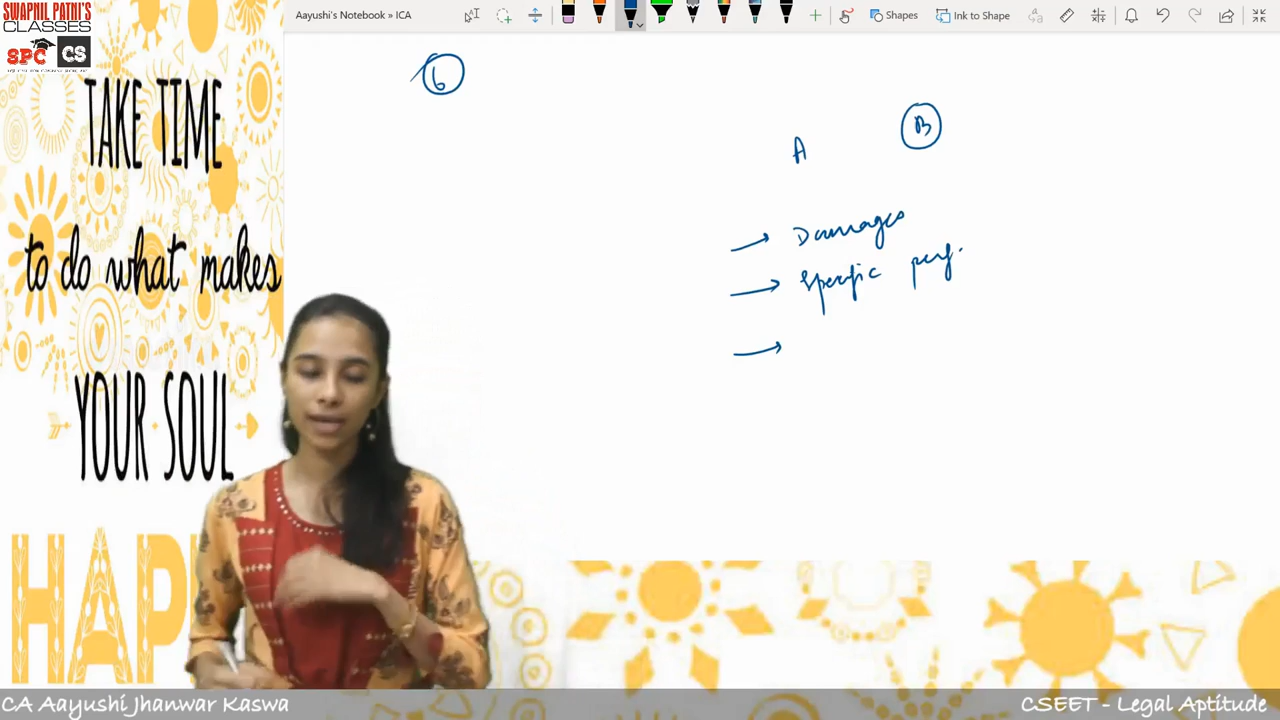 SWAPNIL PATNI'S
CLASSES
SPC CS
Aayushi's Notebook » ICA
Shapes
Ink to Shape
TAKE TIME
to do what makes
YOUR SOUL
HAPP
6
A
B
→ Damages
→ Specific perf.
→
CA Aayushi Jhanwar Kaswa
CSEET - Legal Aptitude